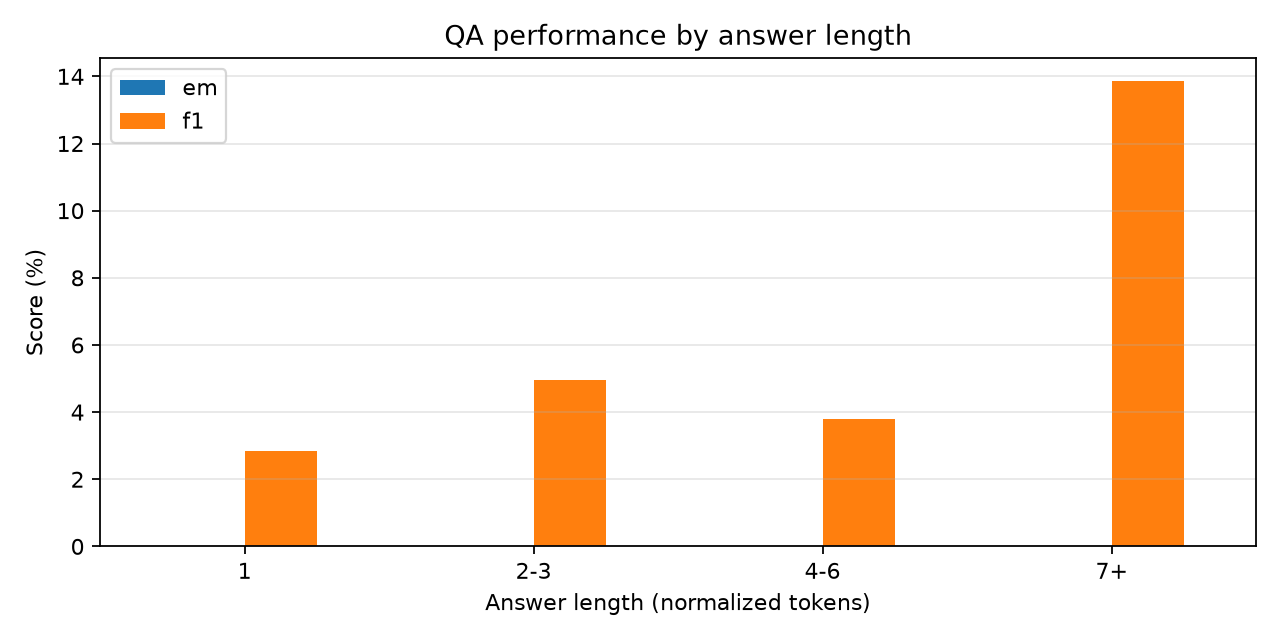 QA performance by answer length
em
f1
Score (%)
14
12
10
8
6
4
2
0
1
2-3
4-6
7+
Answer length (normalized tokens)